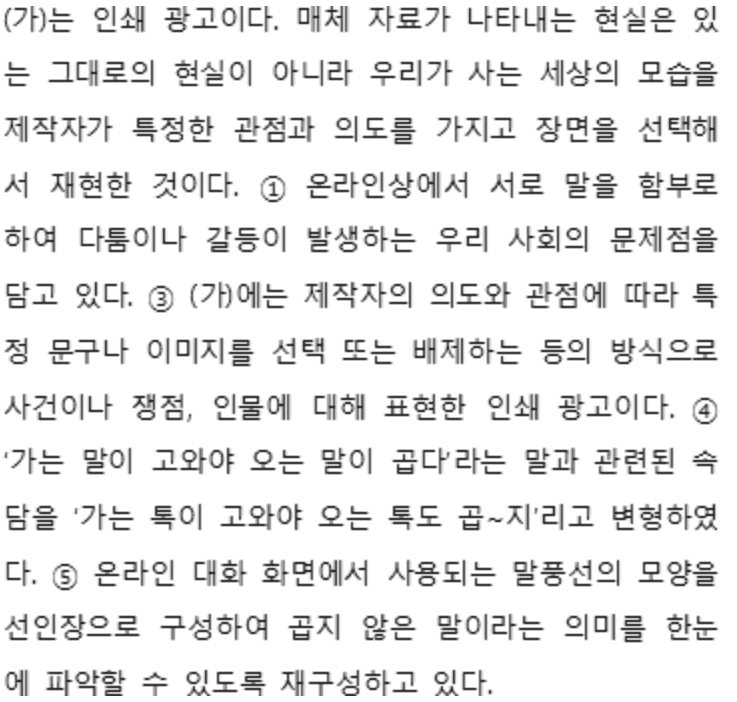 (가)는 인쇄 광고이다. 매체 자료가 나타내는 현실은 있
는 그대로의 현실이 아니라 우리가 사는 세상의 모습을
제작자가 특정한 관점과 의도를 가지고 장면을 선택해
서 재현한 것이다. ① 온라인상에서 서로 말을 함부로
하여 다툼이나 갈등이 발생하는 우리 사회의 문제점을
담고 있다. ③ (가)에는 제작자의 의도와 관점에 따라 특
정 문구나 이미지를 선택 또는 배제하는 등의 방식으로
사건이나 쟁점, 인물에 대해 표현한 인쇄 광고이다. ④
‘가는 말이 고와야 오는 말이 곱다’라는 말과 관련된 속
담을 ‘가는 톡이 고와야 오는 톡도 곱~지’리고 변형하였
다. ⑤ 온라인 대화 화면에서 사용되는 말풍선의 모양을
선인장으로 구성하여 곱지 않은 말이라는 의미를 한눈
에 파악할 수 있도록 재구성하고 있다.